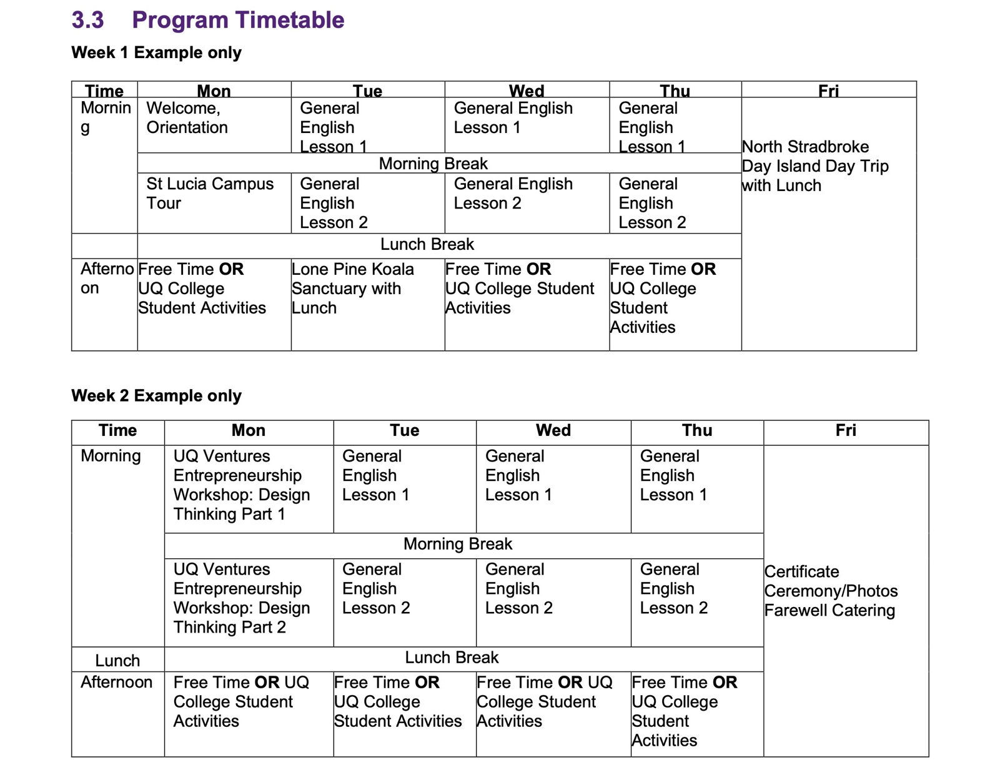 3.3 Program Timetable
Week 1 Example only
Time Mon Tue Wed Thu Fri
Mornin
g
Welcome,
Orientation
General
English
Lesson 1
General English
Lesson 1
General
English
Lesson 1
North Stradbroke
Day Island Day Trip
with Lunch
Morning Break
St Lucia Campus
Tour
General
English
Lesson 2
General English
Lesson 2
General
English
Lesson 2
Lunch Break
Afterno
on
Free Time OR
UQ College
Student Activities
Lone Pine Koala
Sanctuary with
Lunch
Free Time OR
UQ College Student
Activities
Free Time OR
UQ College
Student
Activities
Week 2 Example only
Time Mon Tue Wed Thu Fri
Morning
UQ Ventures
Entrepreneurship
Workshop: Design
Thinking Part 1
General
English
Lesson 1
General
English
Lesson 1
General
English
Lesson 1
Morning Break
UQ Ventures
Entrepreneurship
Workshop: Design
Thinking Part 2
General
English
Lesson 2
General
English
Lesson 2
General
English
Lesson 2
Certificate
Ceremony/Photos
Farewell Catering
Lunch
Lunch Break
Afternoon
Free Time OR UQ
College Student
Activities
Free Time OR
UQ College
Student Activities
Free Time OR UQ
College Student
Activities
Free Time OR
UQ College
Student
Activities